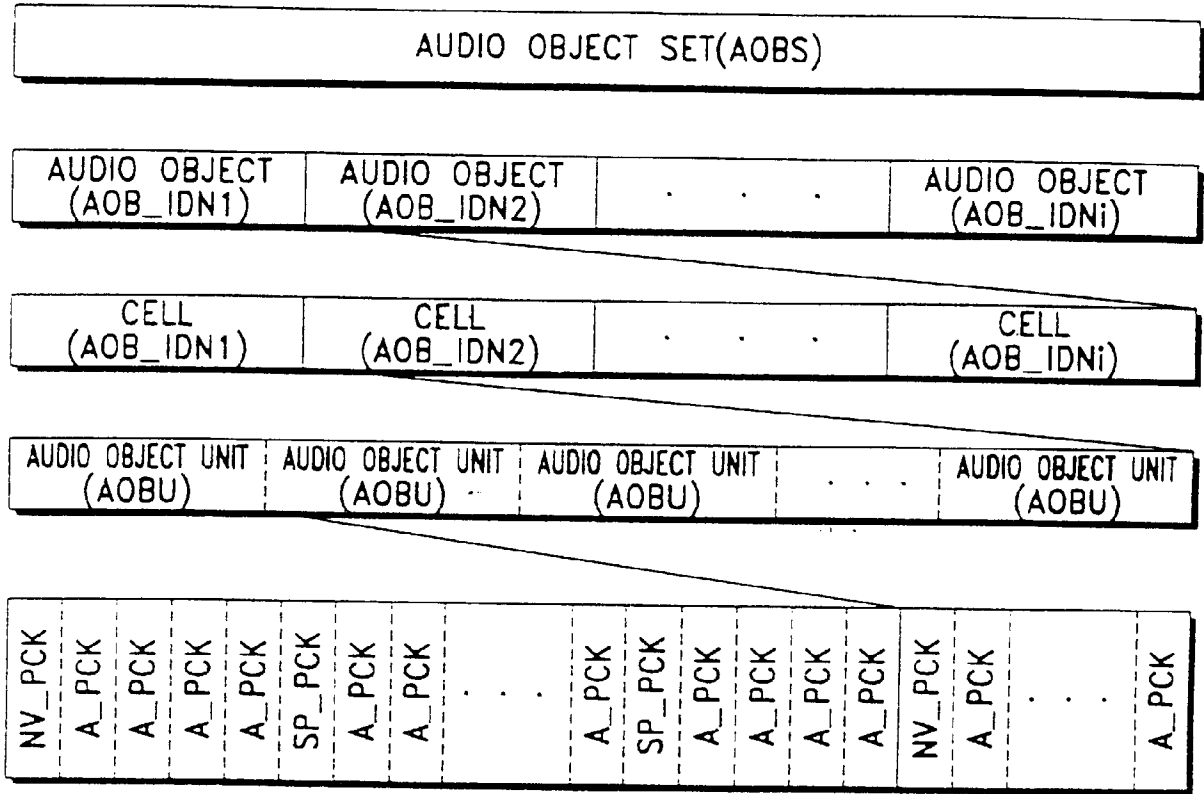 AUDIO OBJECT SET(AOBS)
AUDIO OBJECT
(AOB_IDN1)
AUDIO OBJECT
(AOB_IDN2)
. . .
AUDIO OBJECT
(AOB_IDNi)
CELL
(AOB_IDN1)
CELL
(AOB_IDN2)
. . .
CELL
(AOB_IDNi)
AUDIO OBJECT UNIT
(AOBU)
AUDIO OBJECT UNIT
(AOBU)
AUDIO OBJECT UNIT
(AOBU)
. . .
AUDIO OBJECT UNIT
(AOBU)
NV_PCK
A_PCK
A_PCK
A_PCK
A_PCK
SP_PCK
A_PCK
A_PCK
. . .
A_PCK
SP_PCK
A_PCK
A_PCK
A_PCK
A_PCK
NV_PCK
A_PCK
. . .
A_PCK